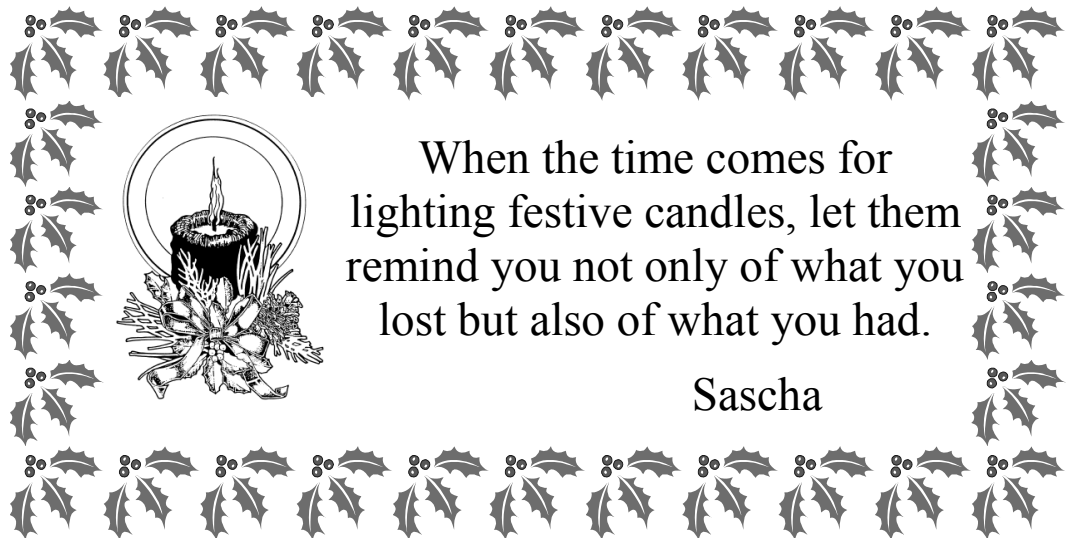 When the time comes for
lighting festive candles, let them
remind you not only of what you
lost but also of what you had.
Sascha